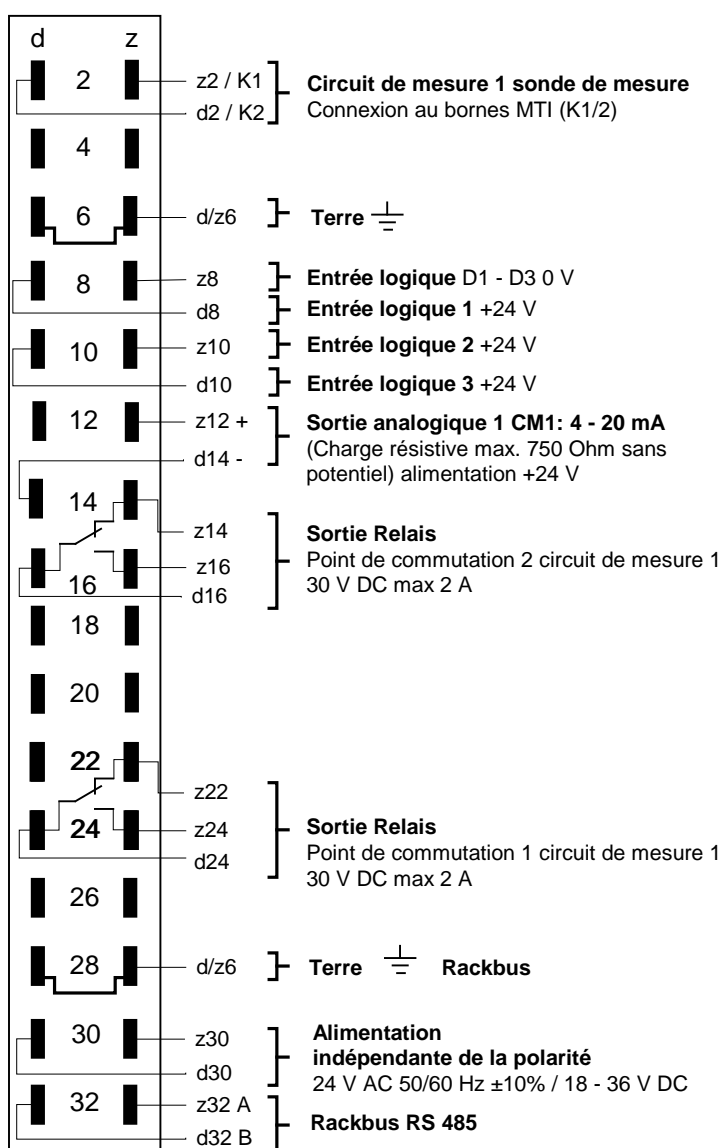 d z
2 z2 / K1 Circuit de mesure 1 sonde de mesure
d2 / K2 Connexion au bornes MTI (K1/2)
4
6 d/z6 Terre
8 z8 Entrée logique D1 - D3 0 V
d8 Entrée logique 1 +24 V
10 z10 Entrée logique 2 +24 V
d10 Entrée logique 3 +24 V
12 z12 + Sortie analogique 1 CM1: 4 - 20 mA
(Charge résistive max. 750 Ohm sans
d14 - potentiel) alimentation +24 V
14
z14 Sortie Relais
z16 Point de commutation 2 circuit de mesure 1
16 d16 30 V DC max 2 A
18
20
22
z22
24 z24 Sortie Relais
d24 Point de commutation 1 circuit de mesure 1
30 V DC max 2 A
26
28 d/z6 Terre Rackbus
30 z30 Alimentation
indépendante de la polarité
d30 24 V AC 50/60 Hz ±10% / 18 - 36 V DC
32 z32 A Rackbus RS 485
d32 B